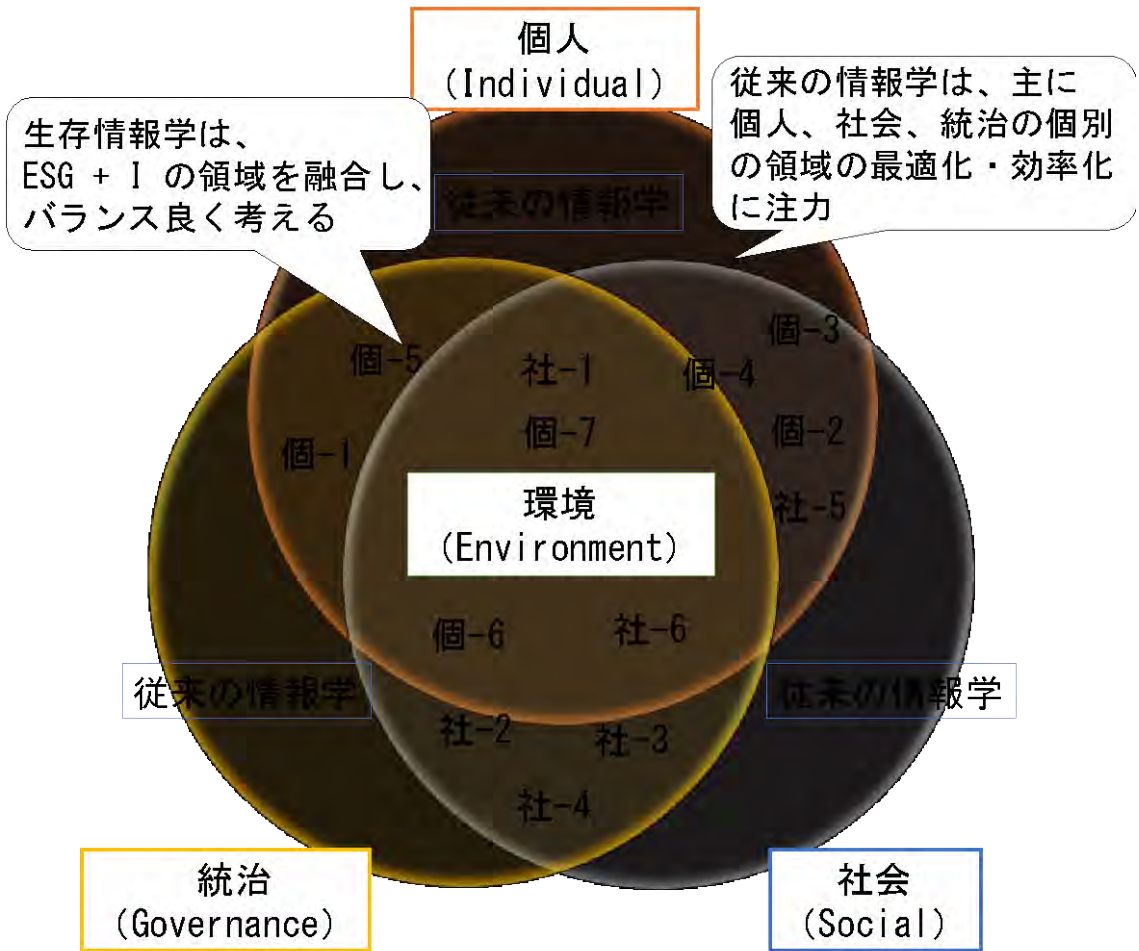 個人
(Individual)
生存情報学は、
ESG + I の領域を融合し、
バランス良く考える
従来の情報学は、主に
個人、社会、統治の個別
の領域の最適化・効率化
に注力
従来の情報学
個-3
個-5
社-1
個-4
個-1
個-7
個-2
環境
(Environment)
社-5
個-6
社-6
従来の情報学
従来の情報学
社-2
社-3
社-4
統治
(Governance)
社会
(Social)